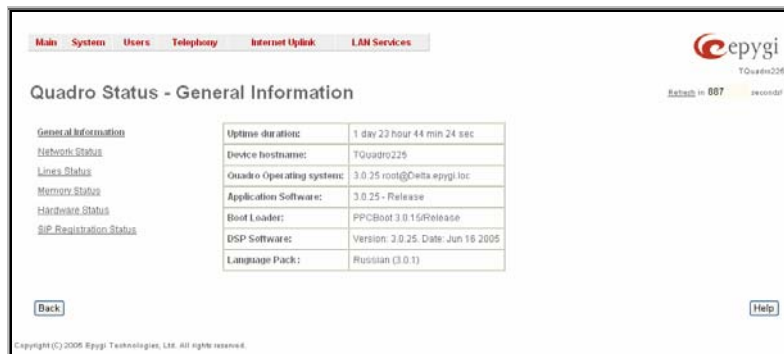 Main System Users Telephony Internet Uplink LAN Services
epygi
TQuadro225
Quadro Status - General Information
Refresh in 887 seconds!
General Information
Network Status
Lines Status
Memory Status
Hardware Status
SIP Registration Status
Uptime duration: 1 day 23 hour 44 min 24 sec
Device hostname: TQuadro225
Quadro Operating system: 3.0.25 root@Delta.epygi.loc
Application Software: 3.0.25 - Release
Boot Loader: PPCBoot 3.0.15/Release
DSP Software: Version: 3.0.25. Date: Jun 16 2005
Language Pack: Russian (3.0.1)
Back
Help
Copyright (C) 2005 Epygi Technologies, Ltd. All rights reserved.